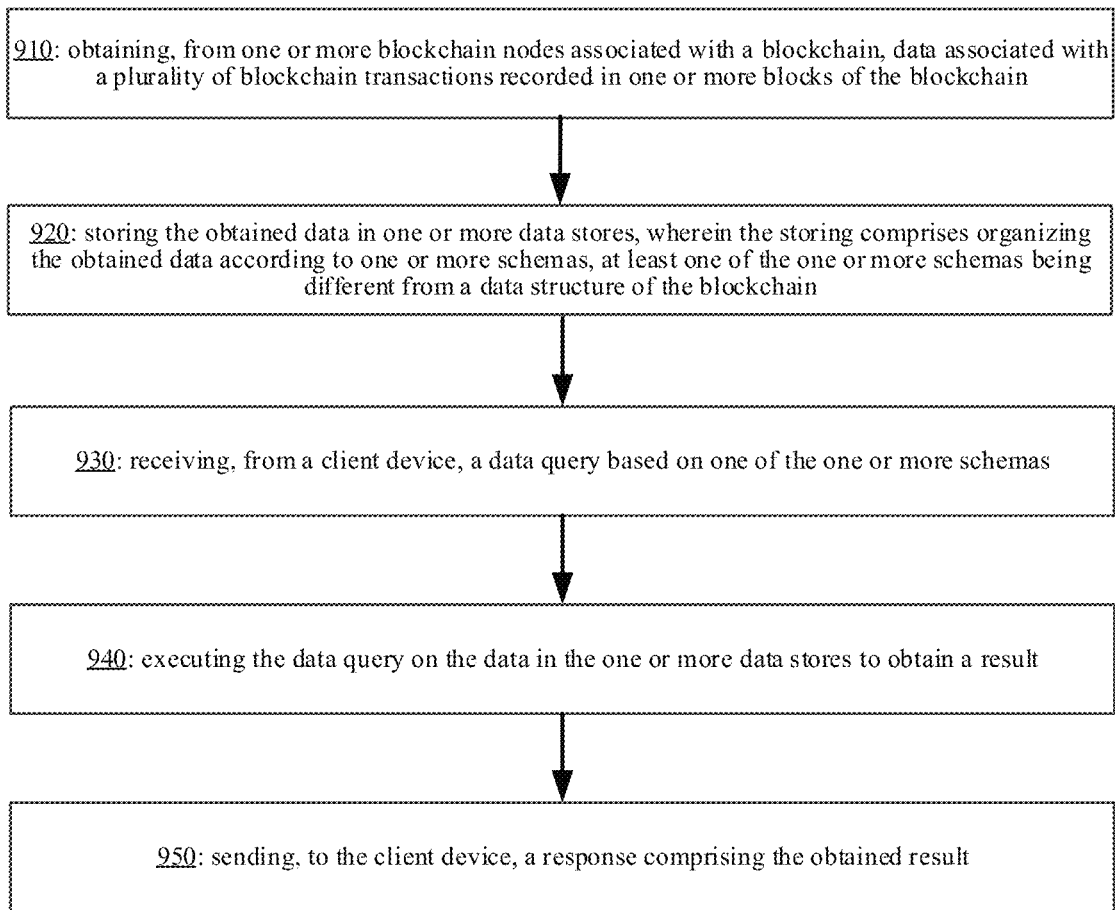 910: obtaining, from one or more blockchain nodes associated with a blockchain, data associated with
a plurality of blockchain transactions recorded in one or more blocks of the blockchain
920: storing the obtained data in one or more data stores, wherein the storing comprises organizing
the obtained data according to one or more schemas, at least one of the one or more schemas being
different from a data structure of the blockchain
930: receiving, from a client device, a data query based on one of the one or more schemas
940: executing the data query on the data in the one or more data stores to obtain a result
950: sending, to the client device, a response comprising the obtained result